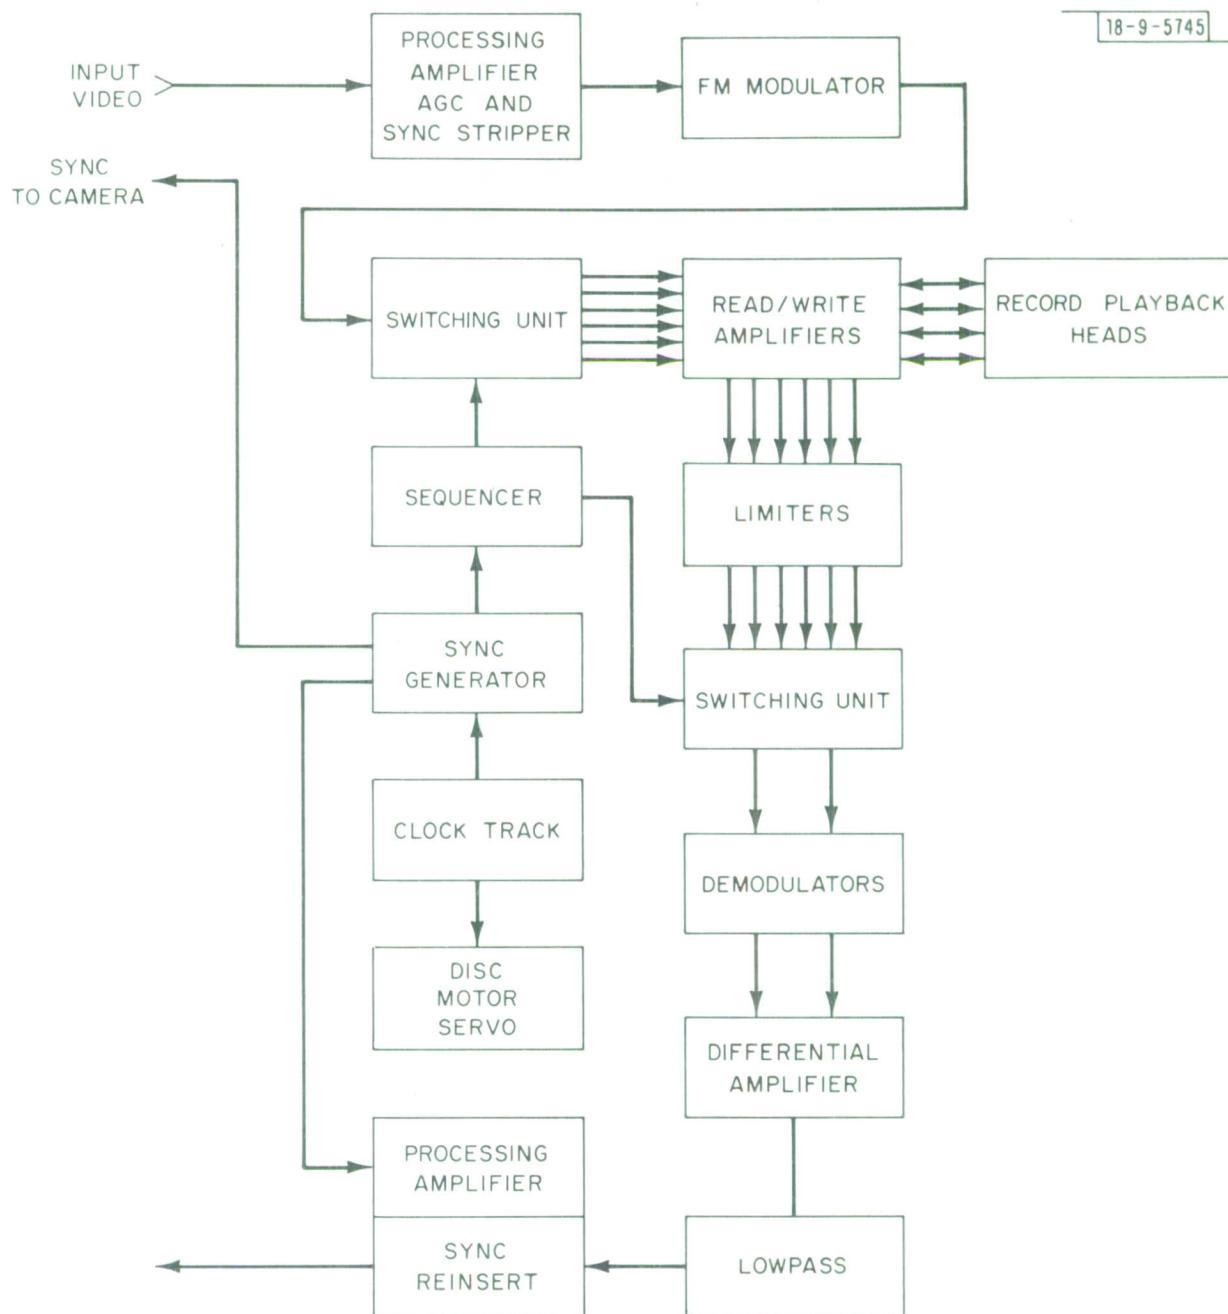 18-9-5745
INPUT
VIDEO
PROCESSING
AMPLIFIER
AGC AND
SYNC STRIPPER
FM MODULATOR
SYNC
TO CAMERA
SWITCHING UNIT
READ/WRITE
AMPLIFIERS
RECORD PLAYBACK
HEADS
SEQUENCER
LIMITERS
SYNC
GENERATOR
SWITCHING UNIT
CLOCK TRACK
DEMODULATORS
DISC
MOTOR
SERVO
DIFFERENTIAL
AMPLIFIER
PROCESSING
AMPLIFIER
SYNC
REINSERT
LOWPASS